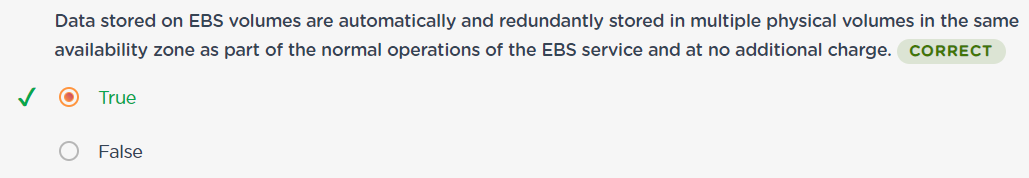 Data stored on EBS volumes are automatically and redundantly stored in multiple physical volumes in the same
availability zone as part of the normal operations of the EBS service and at no additional charge. CORRECT
True
False